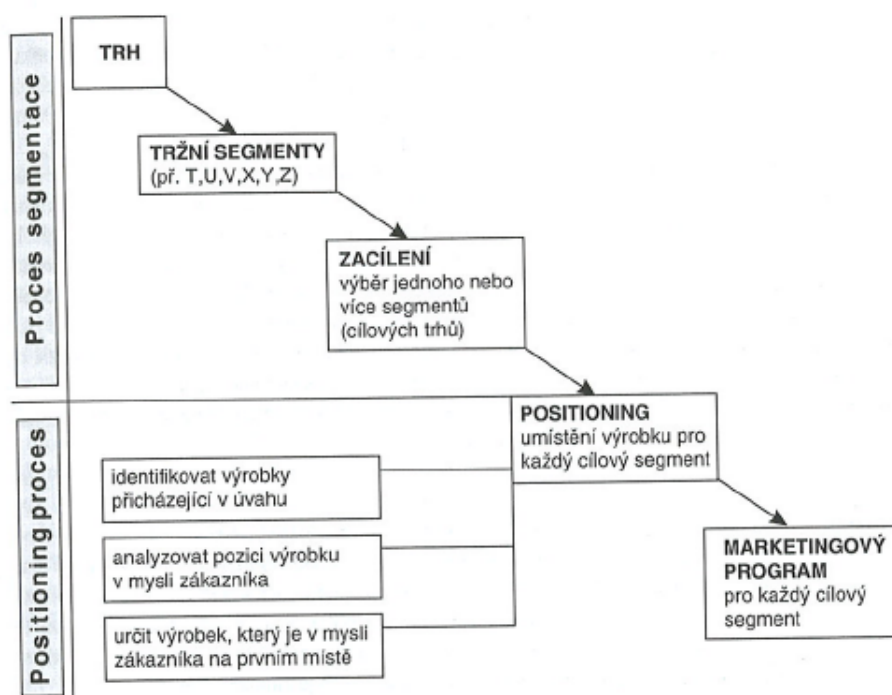 Proces segmentace
TRH
TRŽNÍ SEGMENTY
(př. T,U,V,X,Y,Z)
ZACÍLENÍ
výběr jednoho nebo
více segmentů
(cílových trhů)
Positioning proces
POSITIONING
umístění výrobku pro
každý cílový segment
identifikovat výrobky
přicházející v úvahu
analyzovat pozici výrobku
v mysli zákazníka
určit výrobek, který je v mysli
zákazníka na prvním místě
MARKETINGOVÝ
PROGRAM
pro každý cílový
segment